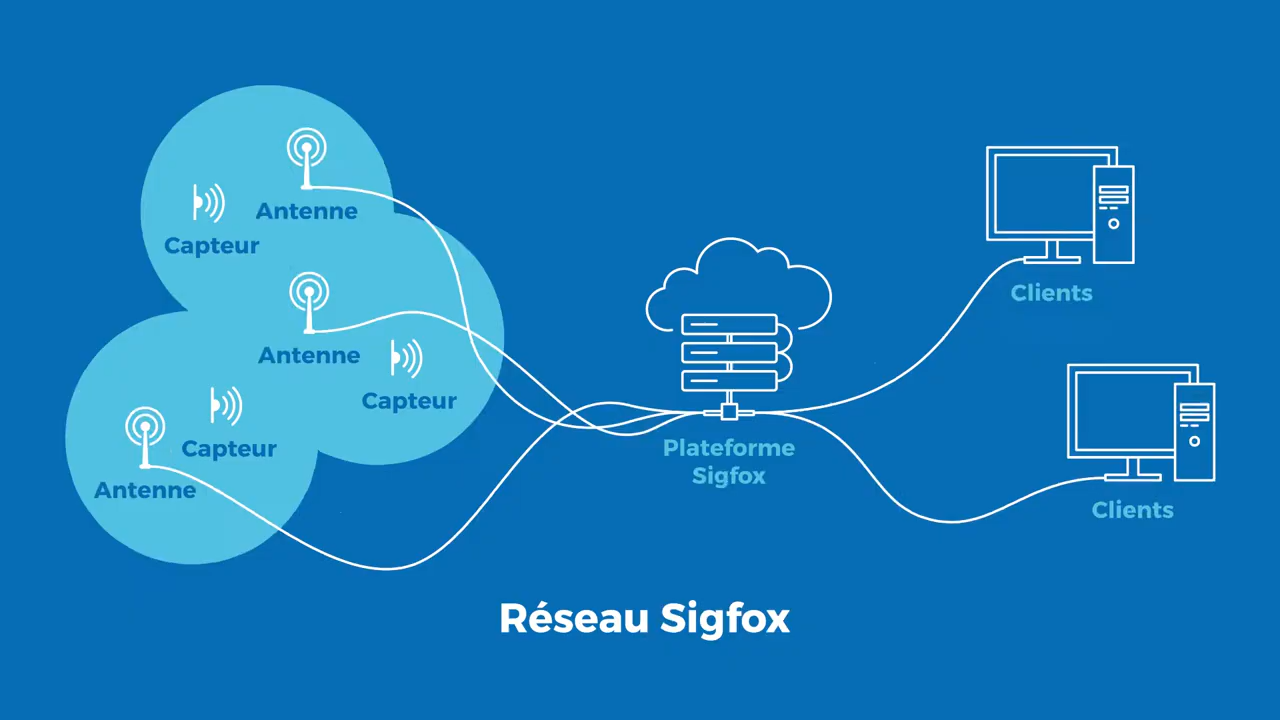 Antenne
Capteur
Antenne
Capteur
Capteur
Antenne
Plateforme
Sigfox
Clients
Clients
Réseau Sigfox